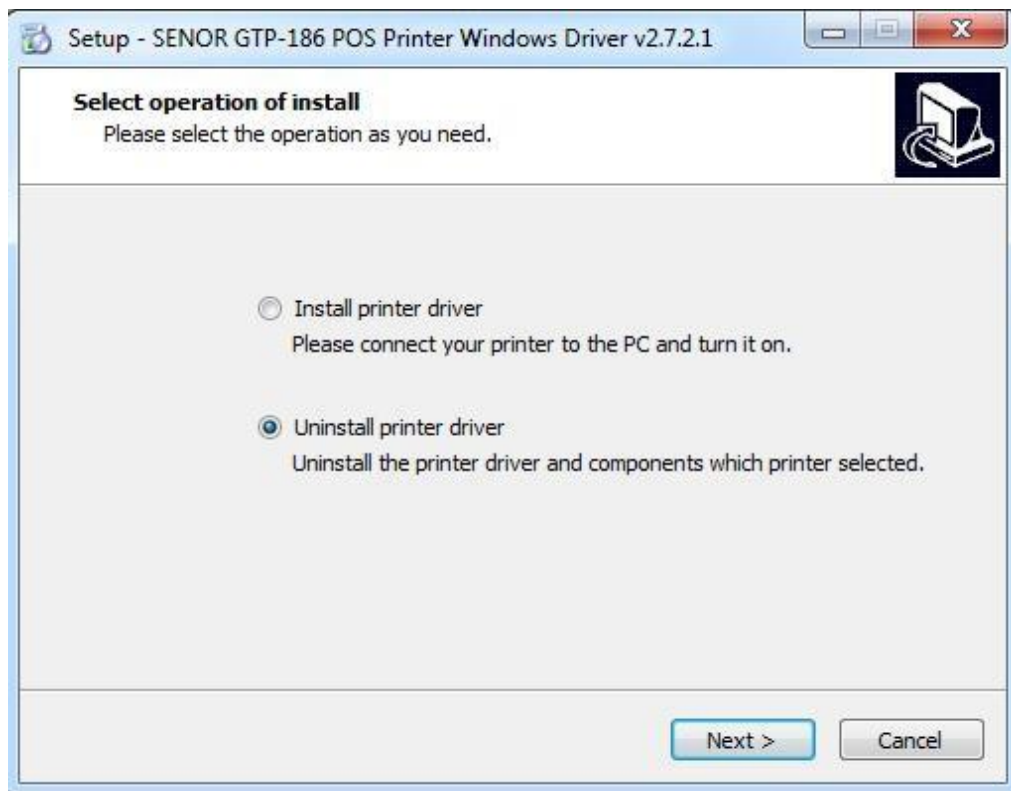 Setup - SENOR GTP-186 POS Printer Windows Driver v2.7.2.1
Select operation of install
Please select the operation as you need.
Install printer driver
Please connect your printer to the PC and turn it on.
Uninstall printer driver
Uninstall the printer driver and components which printer selected.
Next >
Cancel